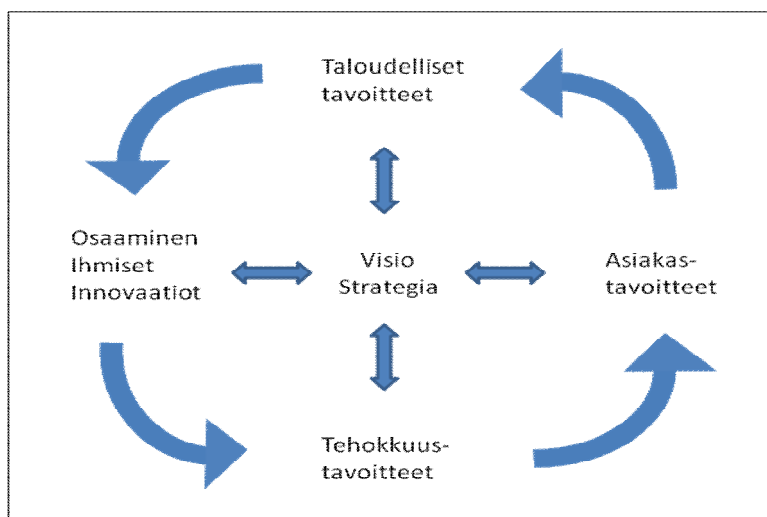 Taloudelliset
tavoitteet
Osaaminen
Ihmiset
Innovaatiot
Visio
Strategia
Asiakas-
tavoitteet
Tehokkuus-
tavoitteet